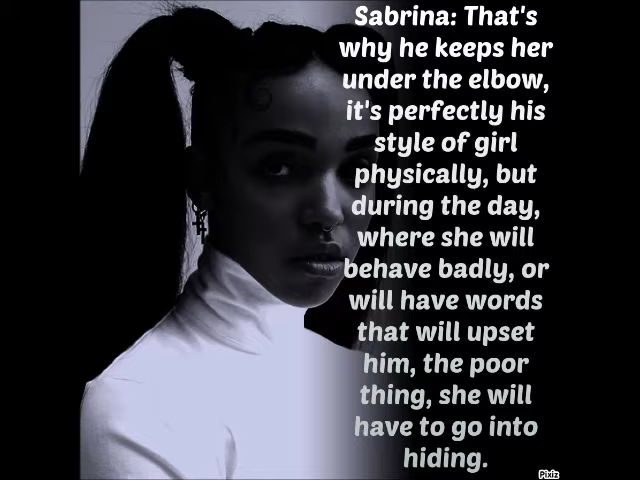 Sabrina: That's
why he keeps her
under the elbow,
it's perfectly his
style of girl
physically, but
during the day,
where she will
behave badly, or
will have words
that will upset
him, the poor
thing, she will
have to go into
hiding.
Pixiz